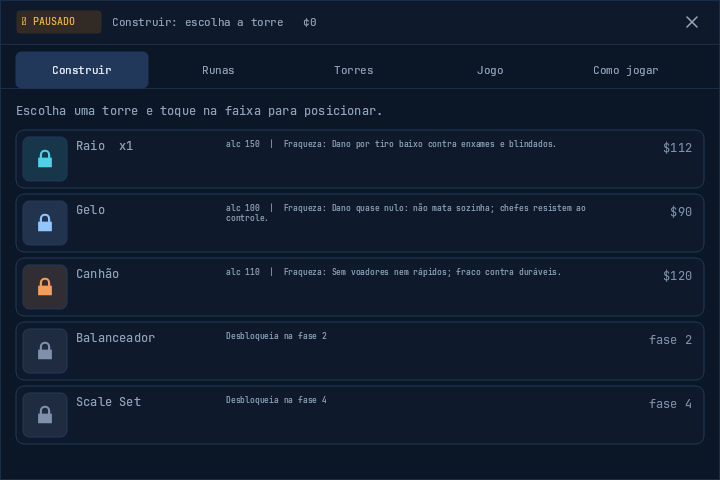 PAUSADO Construir: escolha a torre $0
Construir Runas Torres Jogo Como jogar
Escolha uma torre e toque na faixa para posicionar.
Raio x1 alc 150 | Fraqueza: Dano por tiro baixo contra enxames e blindados. $112
Gelo alc 100 | Fraqueza: Dano quase nulo: não mata sozinha; chefes resistem ao $90
controle.
Canhão alc 110 | Fraqueza: Sem voadores nem rápidos; fraco contra duráveis. $120
Balanceador Desbloqueia na fase 2 fase 2
Scale Set Desbloqueia na fase 4 fase 4